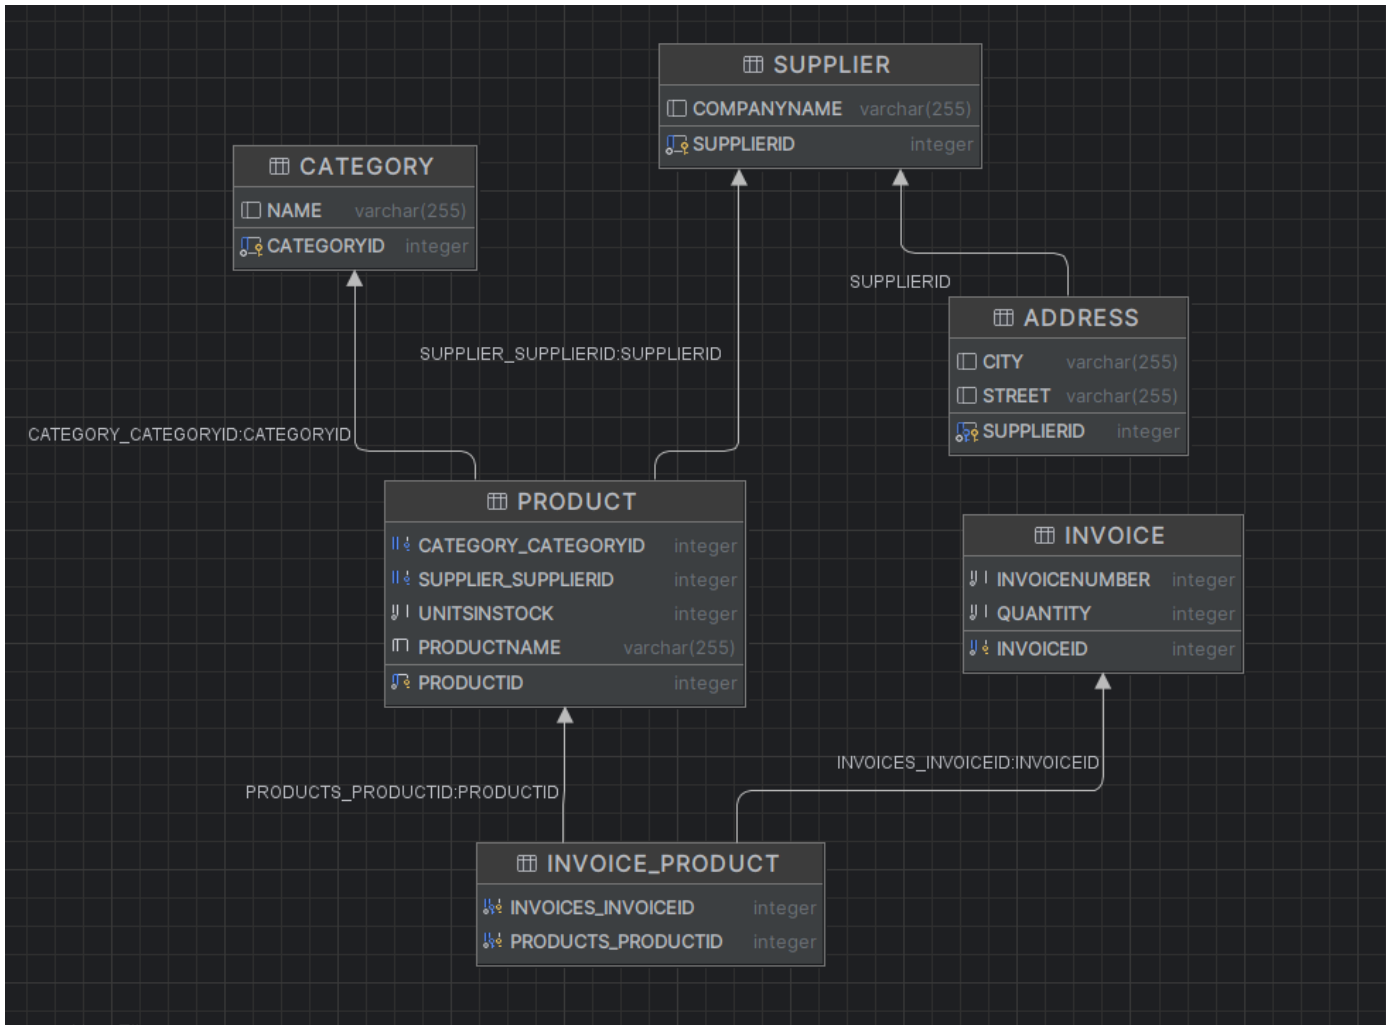 SUPPLIER
COMPANYNAME varchar(255)
SUPPLIERID integer
CATEGORY
NAME varchar(255)
CATEGORYID integer
SUPPLIERID
ADDRESS
CITY varchar(255)
STREET varchar(255)
SUPPLIERID integer
SUPPLIER_SUPPLIERID:SUPPLIERID
CATEGORY_CATEGORYID:CATEGORYID
PRODUCT
CATEGORY_CATEGORYID integer
SUPPLIER_SUPPLIERID integer
UNITSINSTOCK integer
PRODUCTNAME varchar(255)
PRODUCTID integer
INVOICE
INVOICENUMBER integer
QUANTITY integer
INVOICEID integer
INVOICES_INVOICEID:INVOICEID
PRODUCTS_PRODUCTID:PRODUCTID
INVOICE_PRODUCT
INVOICES_INVOICEID integer
PRODUCTS_PRODUCTID integer